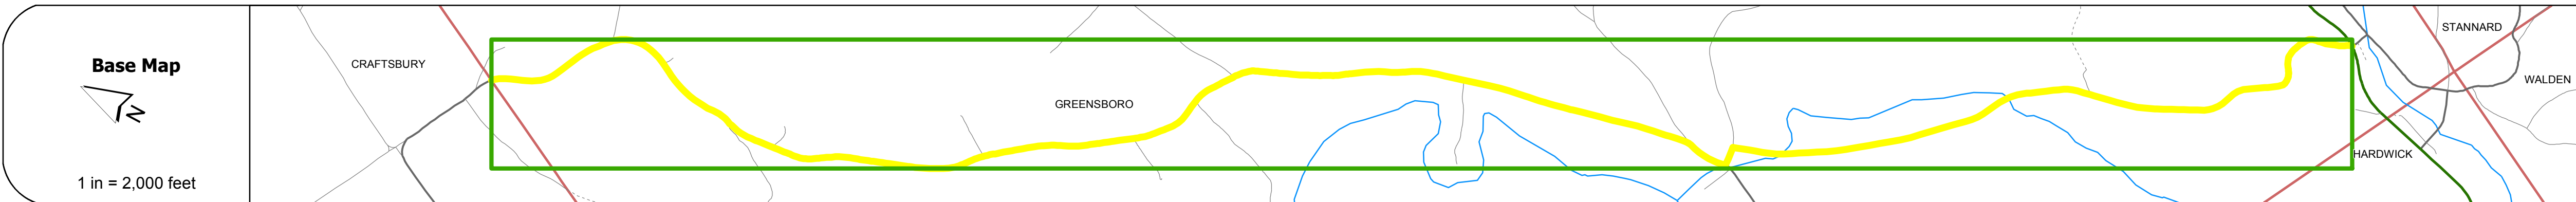 Base Map
N
1 in = 2,000 feet
CRAFTSBURY
GREENSBORO
STANNARD
WALDEN
HARDWICK